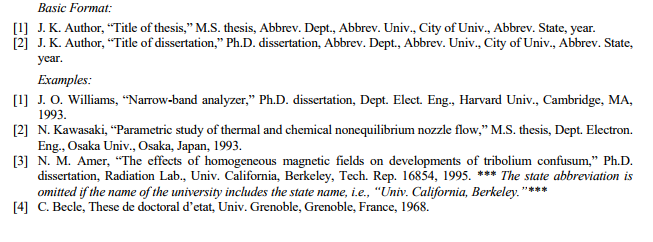 Basic Format:
[1] J. K. Author, “Title of thesis,” M.S. thesis, Abbrev. Dept., Abbrev. Univ., City of Univ., Abbrev. State, year.
[2] J. K. Author, “Title of dissertation,” Ph.D. dissertation, Abbrev. Dept., Abbrev. Univ., City of Univ., Abbrev. State,
year.
Examples:
[1] J. O. Williams, “Narrow-band analyzer,” Ph.D. dissertation, Dept. Elect. Eng., Harvard Univ., Cambridge, MA,
1993.
[2] N. Kawasaki, “Parametric study of thermal and chemical nonequilibrium nozzle flow,” M.S. thesis, Dept. Electron.
Eng., Osaka Univ., Osaka, Japan, 1993.
[3] N. M. Amer, “The effects of homogeneous magnetic fields on developments of tribolium confusum,” Ph.D.
dissertation, Radiation Lab., Univ. California, Berkeley, Tech. Rep. 16854, 1995. *** The state abbreviation is
omitted if the name of the university includes the state name, i.e., “Univ. California, Berkeley.”***
[4] C. Becle, These de doctoral d’etat, Univ. Grenoble, Grenoble, France, 1968.